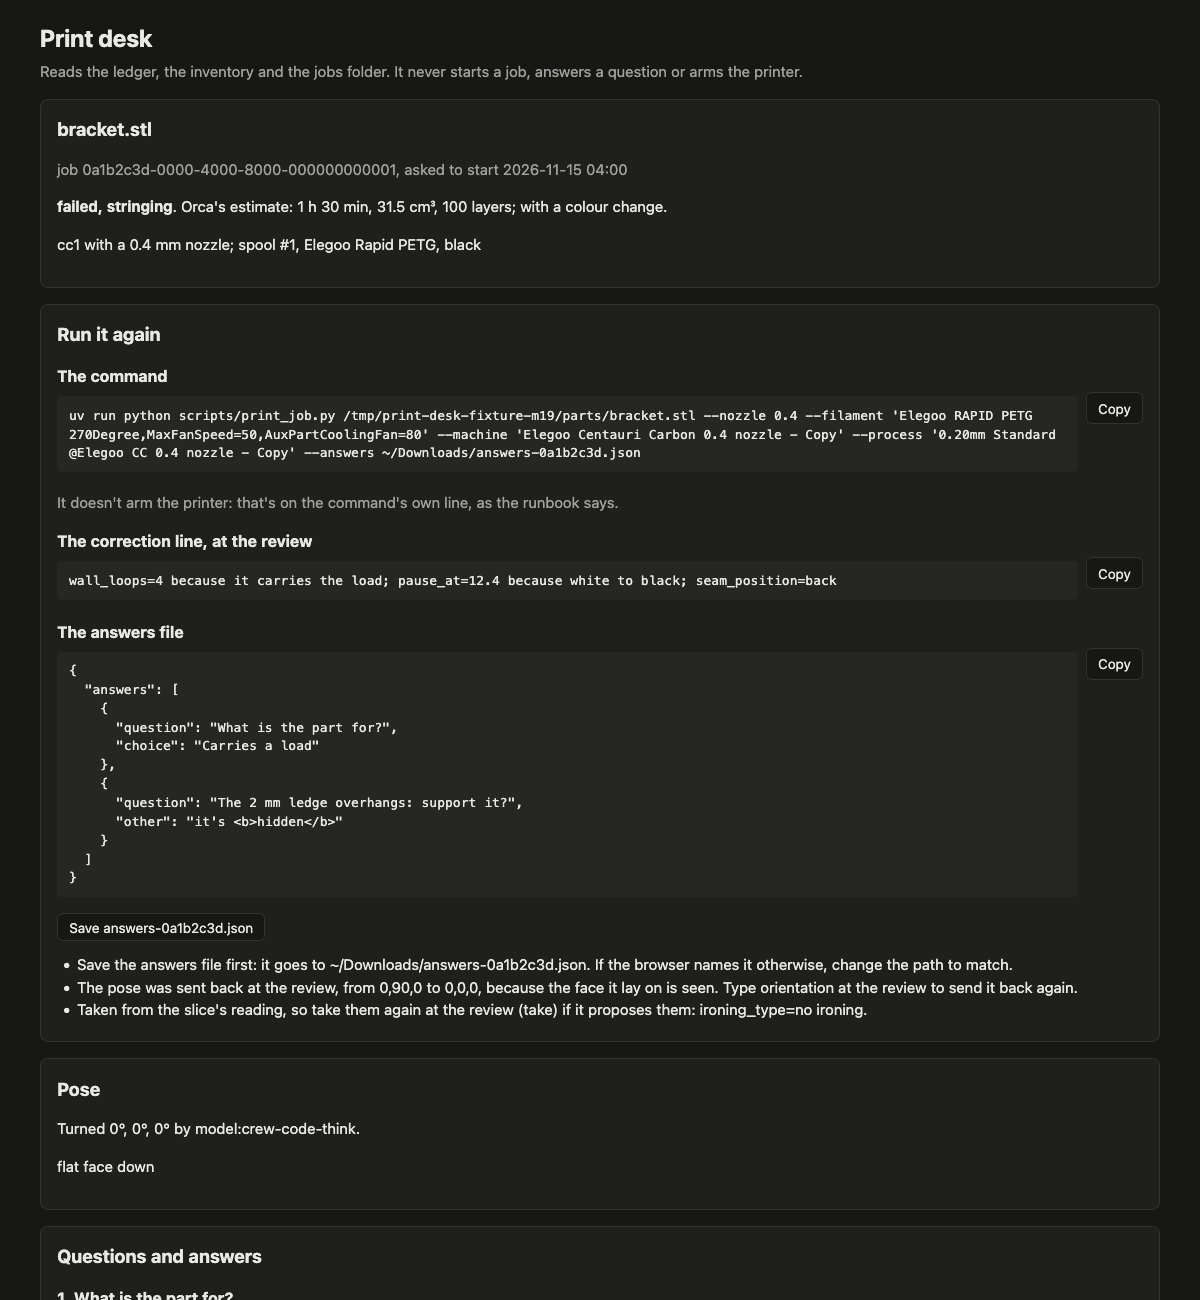 Print desk
Reads the ledger, the inventory and the jobs folder. It never starts a job, answers a question or arms the printer.
bracket.stl
job 0a1b2c3d-0000-4000-8000-000000000001, asked to start 2026-11-15 04:00
failed, stringing. Orca's estimate: 1 h 30 min, 31.5 cm³, 100 layers; with a colour change.
cc1 with a 0.4 mm nozzle; spool #1, Elegoo Rapid PETG, black
Run it again
The command
uv run python scripts/print_job.py /tmp/print-desk-fixture-m19/parts/bracket.stl --nozzle 0.4 --filament 'Elegoo RAPID PETG
270Degree,MaxFanSpeed=50,AuxPartCoolingFan=80' --machine 'Elegoo Centauri Carbon 0.4 nozzle - Copy' --process '0.20mm Standard
@Elegoo CC 0.4 nozzle - Copy' --answers ~/Downloads/answers-0a1b2c3d.json
Copy
It doesn't arm the printer: that's on the command's own line, as the runbook says.
The correction line, at the review
wall_loops=4 because it carries the load; pause_at=12.4 because white to black; seam_position=back
Copy
The answers file
{
  "answers": [
    {
      "question": "What is the part for?",
      "choice": "Carries a load"
    },
    {
      "question": "The 2 mm ledge overhangs: support it?",
      "other": "it's <b>hidden</b>"
    }
  ]
}
Copy
Save answers-0a1b2c3d.json
• Save the answers file first: it goes to ~/Downloads/answers-0a1b2c3d.json. If the browser names it otherwise, change the path to match.
• The pose was sent back at the review, from 0,90,0 to 0,0,0, because the face it lay on is seen. Type orientation at the review to send it back again.
• Taken from the slice's reading, so take them again at the review (take) if it proposes them: ironing_type=no ironing.
Pose
Turned 0°, 0°, 0° by model:crew-code-think.
flat face down
Questions and answers
1. What is the part for?